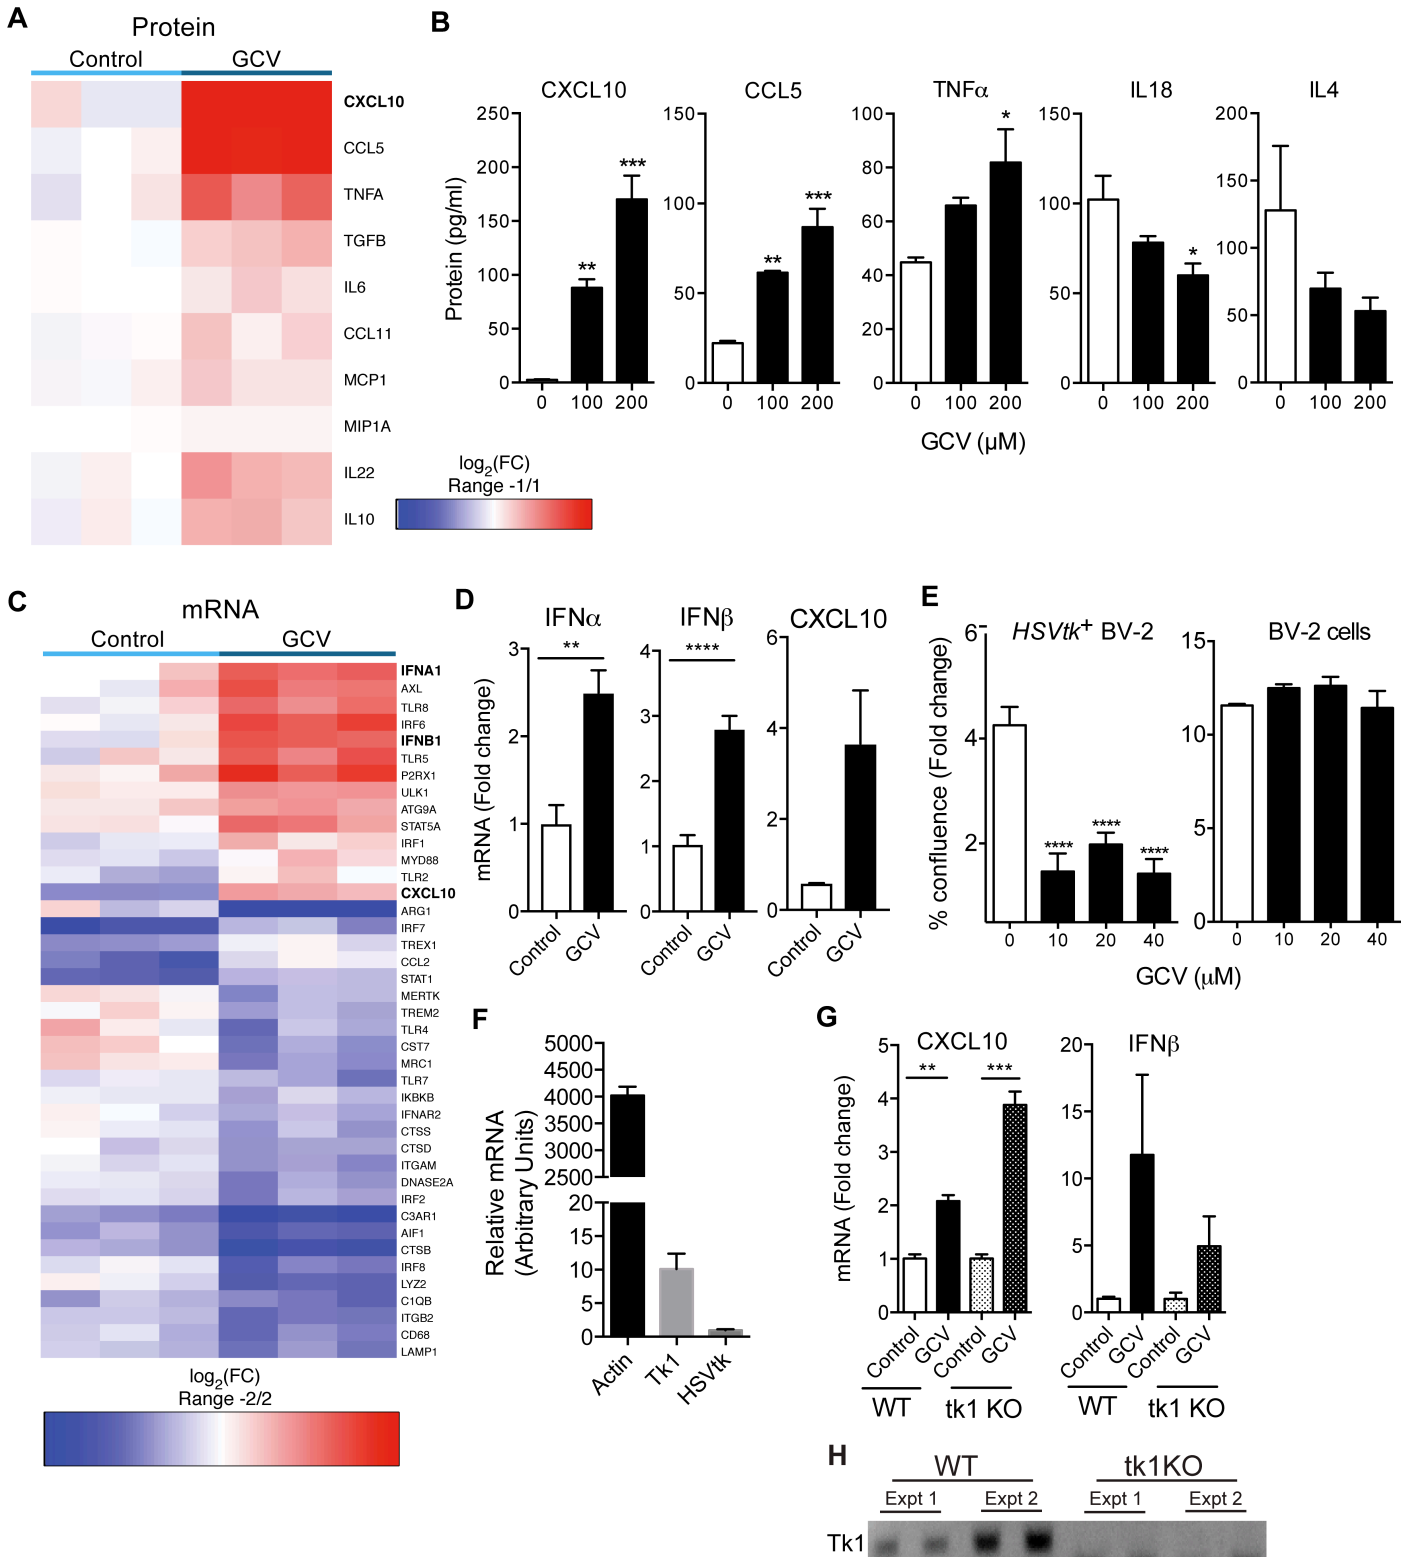 A
Protein
Control GCV
CXCL10
CCL5
TNFA
TGFB
IL6
CCL11
MCP1
MIP1A
IL22
IL10
log2(FC)
Range -1/1
B
Protein (pg/ml)
CXCL10
250
200
150
100
50
0
** ***
0 100 200
CCL5
150
100
50
0
** ***
0 100 200
TNFα
100
80
60
40
20
0
*
0 100 200
IL18
150
100
50
0
*
0 100 200
IL4
200
150
100
50
0
0 100 200
GCV (µM)
C
mRNA
Control GCV
IFNA1
AXL
TLR8
IRF6
IFNB1
TLR5
P2RX1
ULK1
ATG9A
STAT5A
IRF1
MYD88
TLR2
CXCL10
ARG1
IRF7
TREX1
CCL2
STAT1
MERTK
TREM2
TLR4
CST7
MRC1
TLR7
IKBKB
IFNAR2
CTSS
CTSD
ITGAM
DNASE2A
IRF2
C3AR1
AIF1
CTSB
IRF8
LYZ2
C1QB
ITGB2
CD68
LAMP1
log2(FC)
Range -2/2
D
mRNA (Fold change)
IFNα
3
2
1
0
**
Control GCV
IFNβ
4
3
2
1
0
****
Control GCV
CXCL10
6
4
2
0
Control GCV
E
% confluence (Fold change)
HSVtk+ BV-2
6
4
2
**** **** ****
0 10 20 40
BV-2 cells
15
10
5
0
0 10 20 40
GCV (µM)
F
Relative mRNA
(Arbitrary Units)
5000
4500
4000
3500
3000
2500
20
15
10
5
0
Actin Tk1 HSVtk
G
mRNA (Fold change)
CXCL10
5
4
3
2
1
0
** ***
Control GCV Control GCV
WT tk1 KO
IFNβ
20
15
10
5
0
Control GCV Control GCV
WT tk1 KO
H
WT tk1KO
Expt 1 Expt 2 Expt 1 Expt 2
Tk1